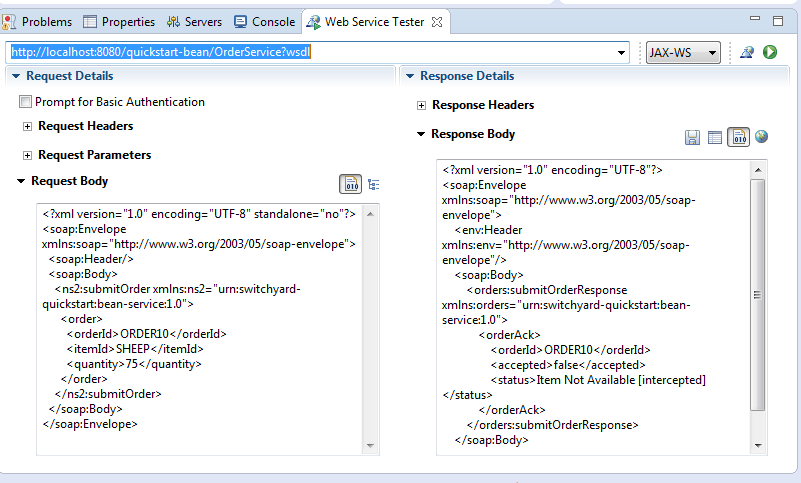 Problems Properties Servers Console Web Service Tester
http://localhost:8080/quickstart-bean/OrderService?wsdl JAX-WS
Request Details
Prompt for Basic Authentication
Request Headers
Request Parameters
Request Body
<?xml version="1.0" encoding="UTF-8" standalone="no"?>
<soap:Envelope
xmlns:soap="http://www.w3.org/2003/05/soap-envelope">
<soap:Header/>
<soap:Body>
<ns2:submitOrder xmlns:ns2="urn:switchyard-
quickstart:bean-service:1.0">
<order>
<orderId>ORDER10</orderId>
<itemId>SHEEP</itemId>
<quantity>75</quantity>
</order>
</ns2:submitOrder>
</soap:Body>
</soap:Envelope>
Response Details
Response Headers
Response Body
<?xml version="1.0" encoding="UTF-8"?>
<soap:Envelope
xmlns:soap="http://www.w3.org/2003/05/soap-
envelope">
<env:Header
xmlns:env="http://www.w3.org/2003/05/soap-
envelope"/>
<soap:Body>
<orders:submitOrderResponse
xmlns:orders="urn:switchyard-quickstart:bean-
service:1.0">
<orderAck>
<orderId>ORDER10</orderId>
<accepted>false</accepted>
<status>Item Not Available [intercepted]
</status>
</orderAck>
</orders:submitOrderResponse>
</soap:Body>